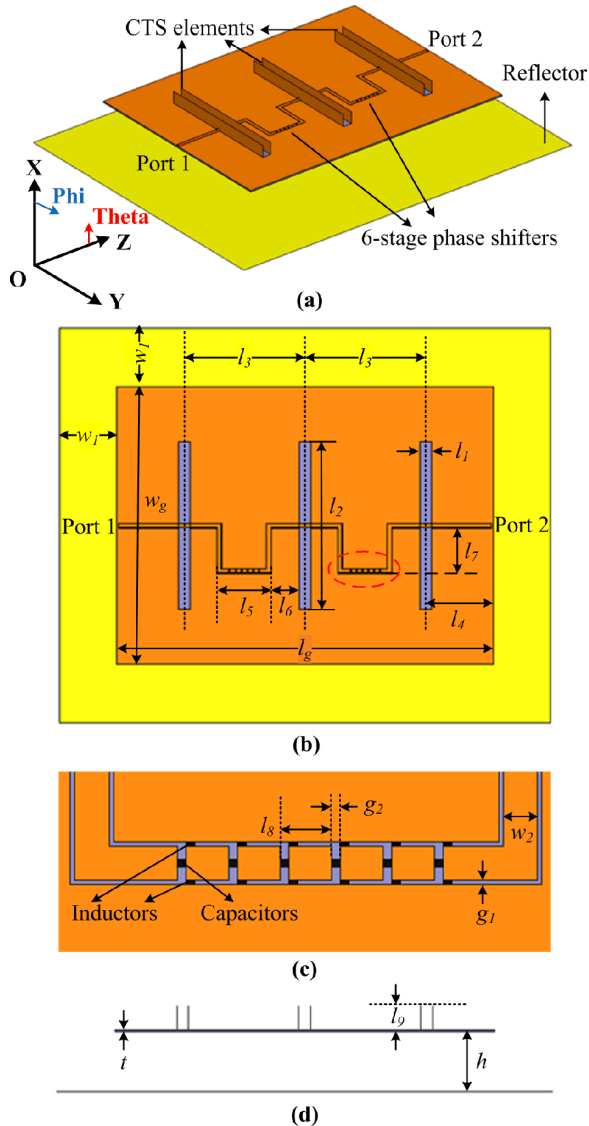 CTS elements
Port 2
Reflector
Port 1
X
Phi
Theta
Z
O
Y
6-stage phase shifters
(a)
w1
l3
l3
w1
l1
wg
l2
Port 1
Port 2
l7
l5
l6
l4
lg
(b)
g2
l8
w2
Inductors
Capacitors
g1
(c)
l9
t
h
(d)